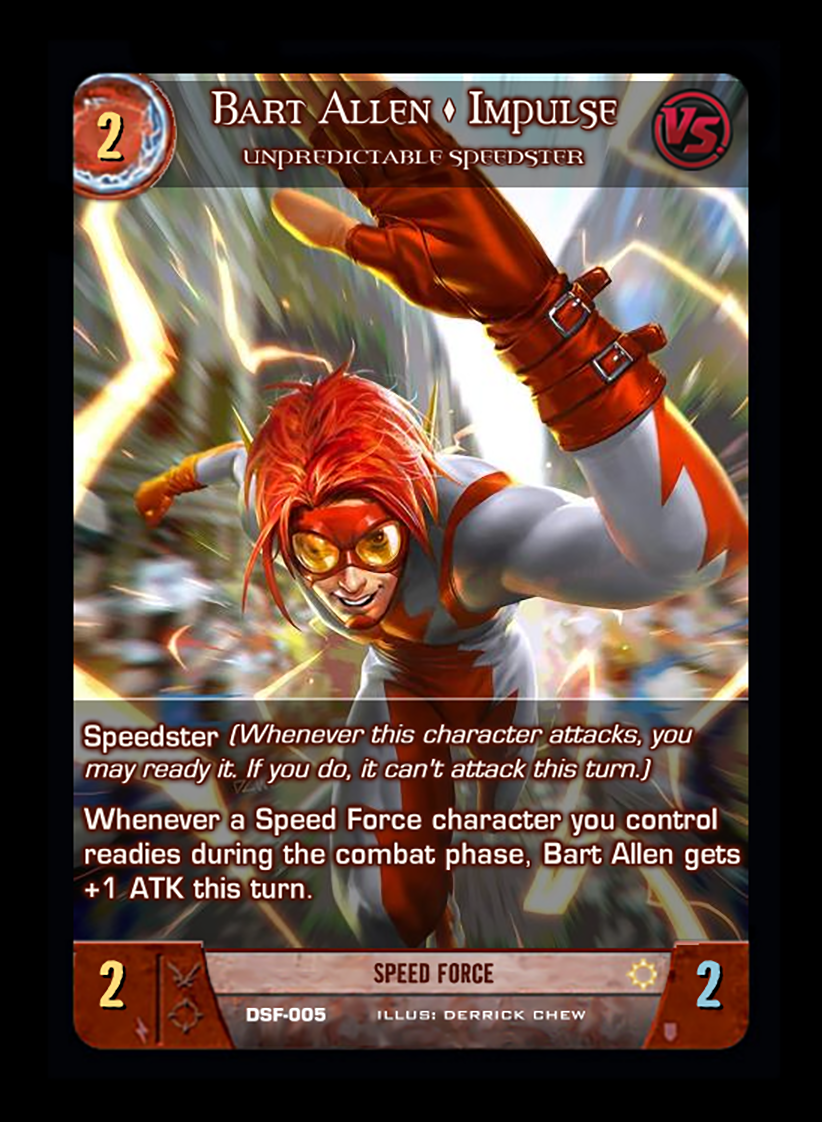 2
Bart Allen ♦ Impulse
VS.
Unpredictable Speedster
Speedster (Whenever this character attacks, you
may ready it. If you do, it can't attack this turn.)
Whenever a Speed Force character you control
readies during the combat phase, Bart Allen gets
+1 ATK this turn.
2
SPEED FORCE
2
DSF-005 ILLUS: DERRICK CHEW